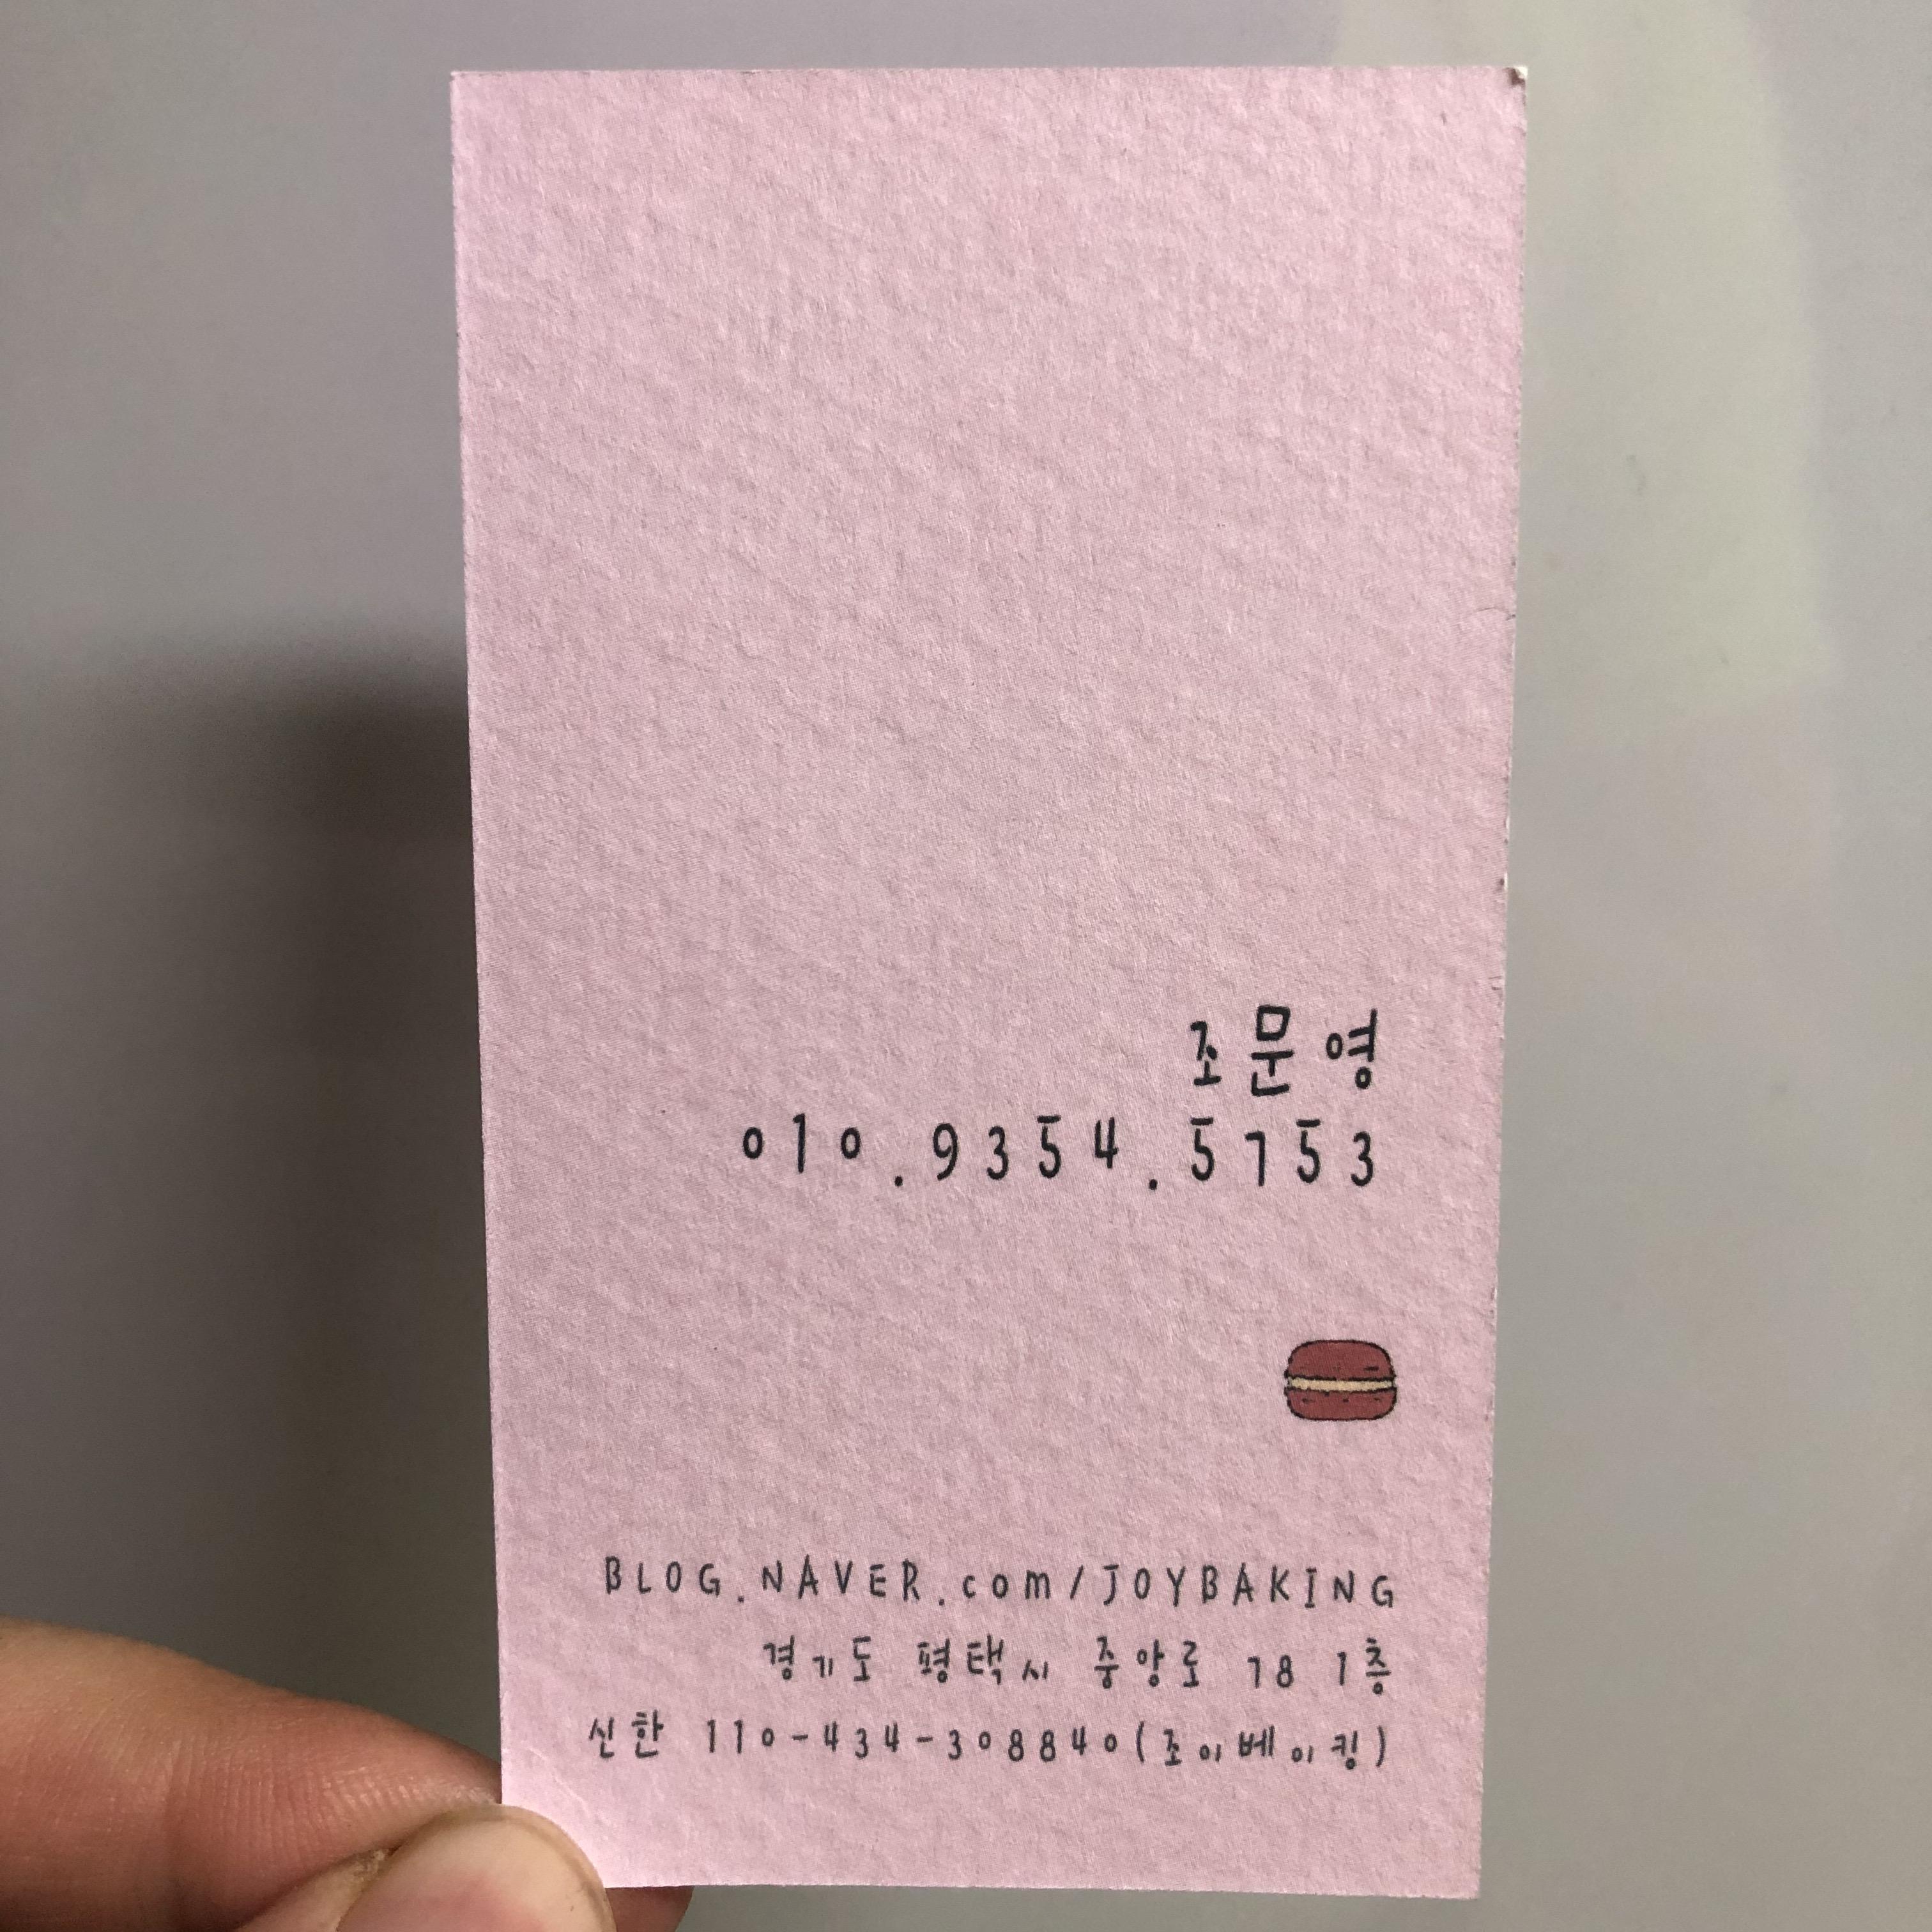 조문영
010.9354.5753
BLOG.NAVER.com/JOYBAKING
경기도 평택시 중앙로 78 1층
신한 110-434-308840(조이베이킹)